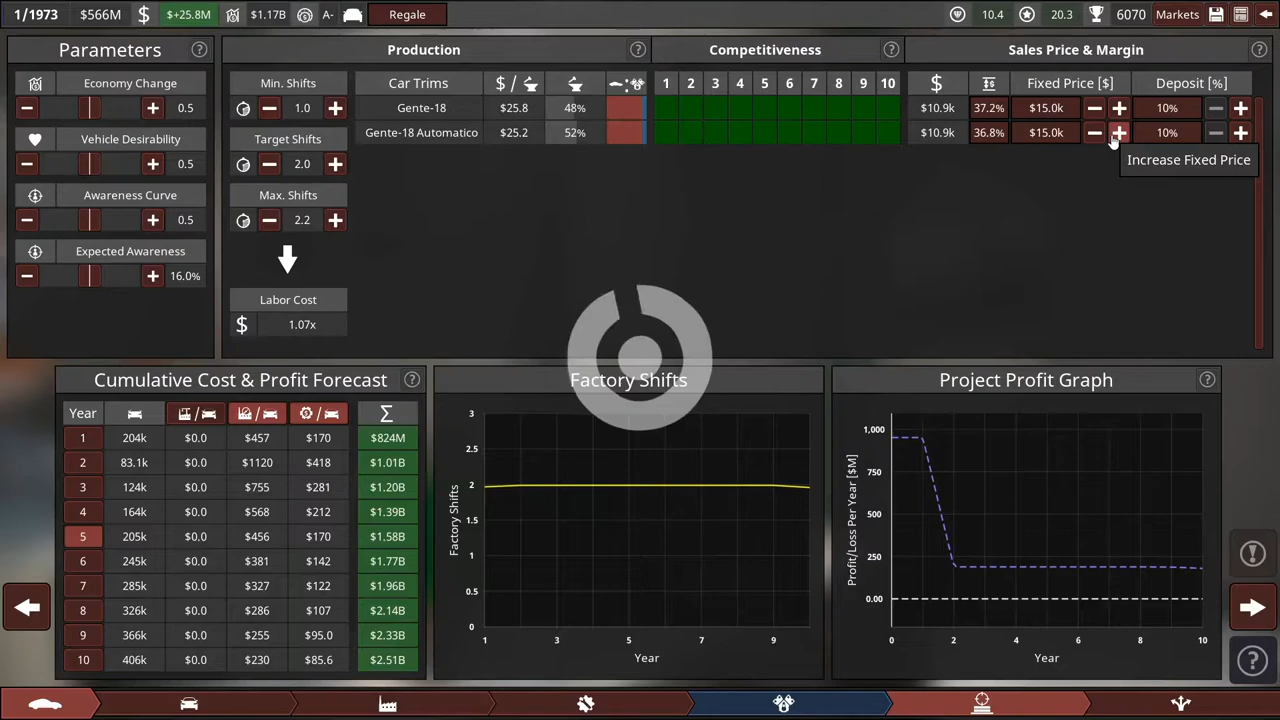 1/1973 $566M $+25.8M $1.17B A- Regale 10.4 20.3 6070 Markets
Parameters
Economy Change
0.5
Vehicle Desirability
0.5
Awareness Curve
0.5
Expected Awareness
16.0%
Production Competitiveness Sales Price & Margin
Min. Shifts
1.0
Target Shifts
2.0
Max. Shifts
2.2
Labor Cost
$ 1.07x
Car Trims $ / 1 2 3 4 5 6 7 8 9 10 $ Fixed Price [$] Deposit [%]
Gente-18 $25.8 48% $10.9k 37.2% $15.0k 10%
Gente-18 Automatico $25.2 52% $10.9k 36.8% $15.0k 10%
Increase Fixed Price
Cumulative Cost & Profit Forecast
Year / / / Σ
1 204k $0.0 $457 $170 $824M
2 83.1k $0.0 $1120 $418 $1.01B
3 124k $0.0 $755 $281 $1.20B
4 164k $0.0 $568 $212 $1.39B
5 205k $0.0 $456 $170 $1.58B
6 245k $0.0 $381 $142 $1.77B
7 285k $0.0 $327 $122 $1.96B
8 326k $0.0 $286 $107 $2.14B
9 366k $0.0 $255 $95.0 $2.33B
10 406k $0.0 $230 $85.6 $2.51B
Factory Shifts
Factory Shifts
3
2.5
2
1.5
1
0.5
0
1 3 5 7 9
Year
Project Profit Graph
Profit/Loss Per Year [$M]
1,000
750
500
250
0.00
0 2 4 6 8 10
Year